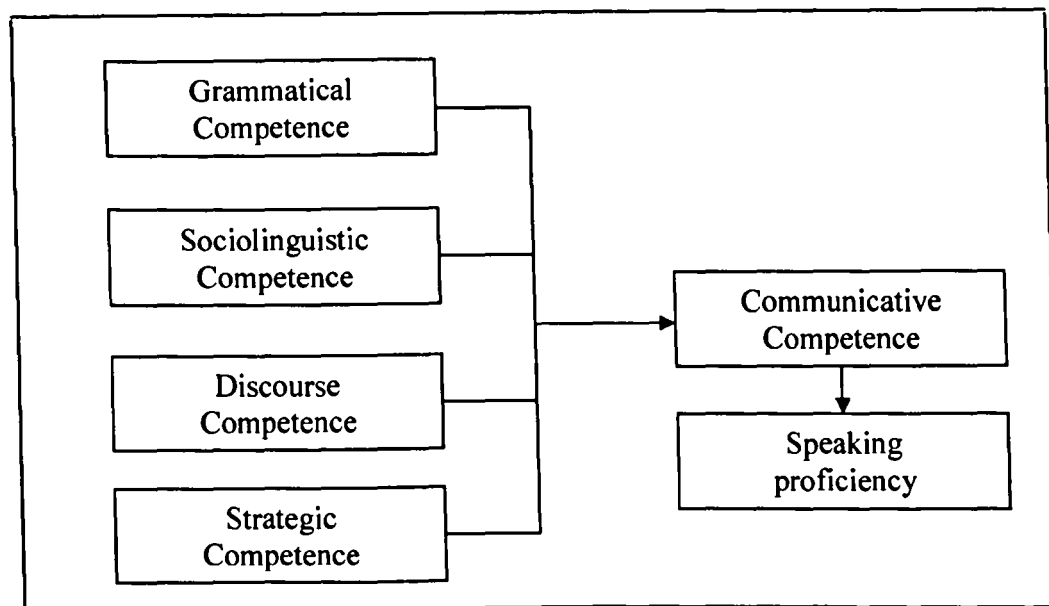 Grammatical
Competence
Sociolinguistic
Competence
Discourse
Competence
Strategic
Competence
Communicative
Competence
Speaking
proficiency